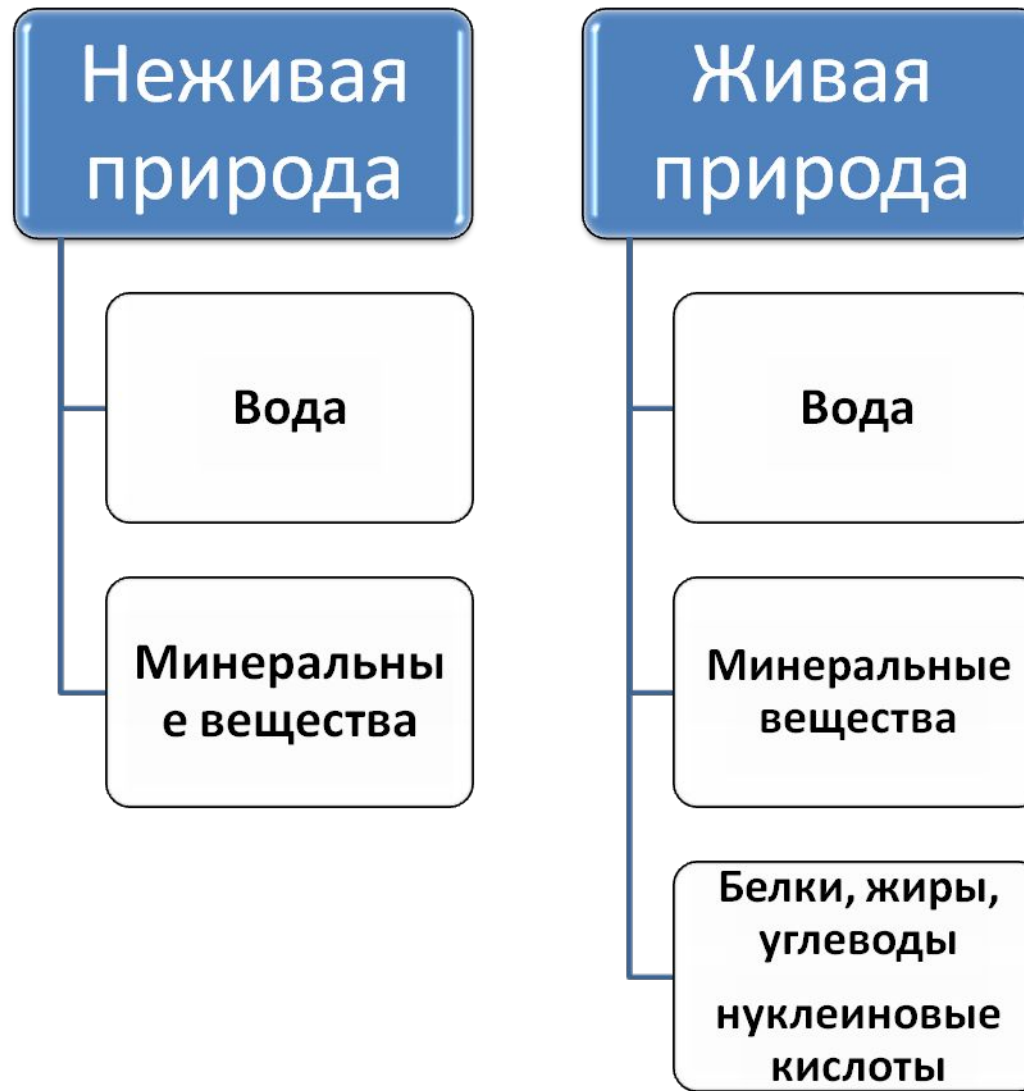 Неживая
природа
Вода
Минеральны
е вещества
Живая
природа
Вода
Минеральные
вещества
Белки, жиры,
углеводы
нуклеиновые
кислоты